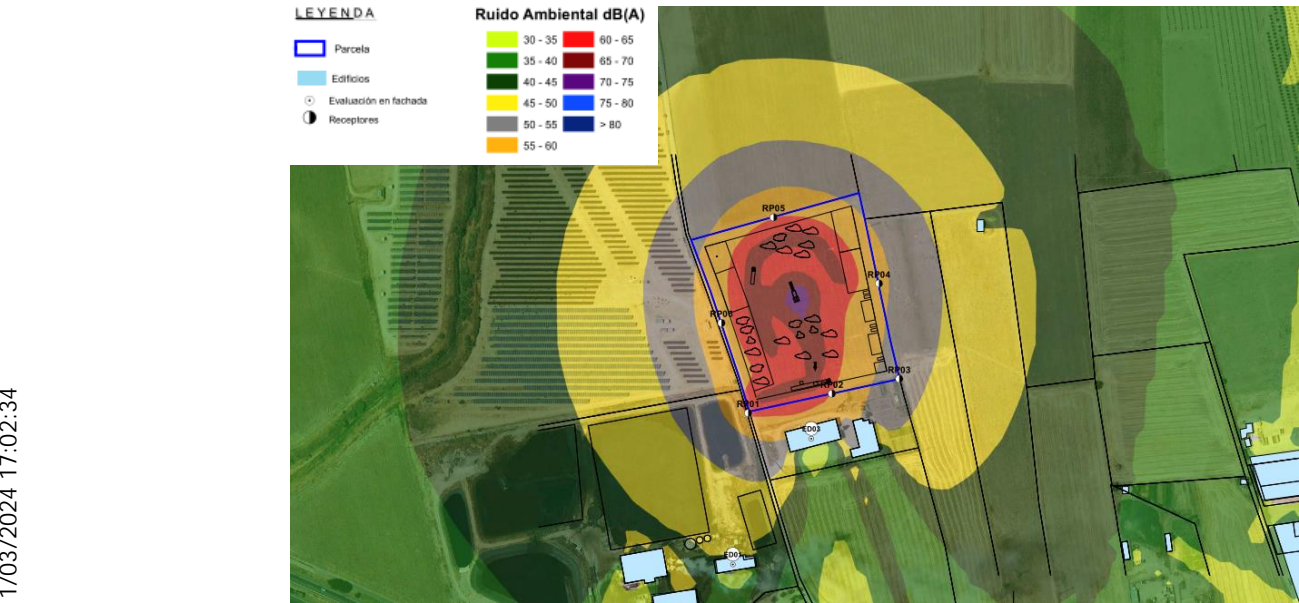 LEYENDA
Parcela
Edificios
Evaluación en fachada
Receptores
Ruido Ambiental dB(A)
30 - 35
35 - 40
40 - 45
45 - 50
50 - 55
55 - 60
60 - 65
65 - 70
70 - 75
75 - 80
> 80
RP05
RP04
RP06
RP03
RP02
RP01
ED03
ED01
1/03/2024 17:02:34